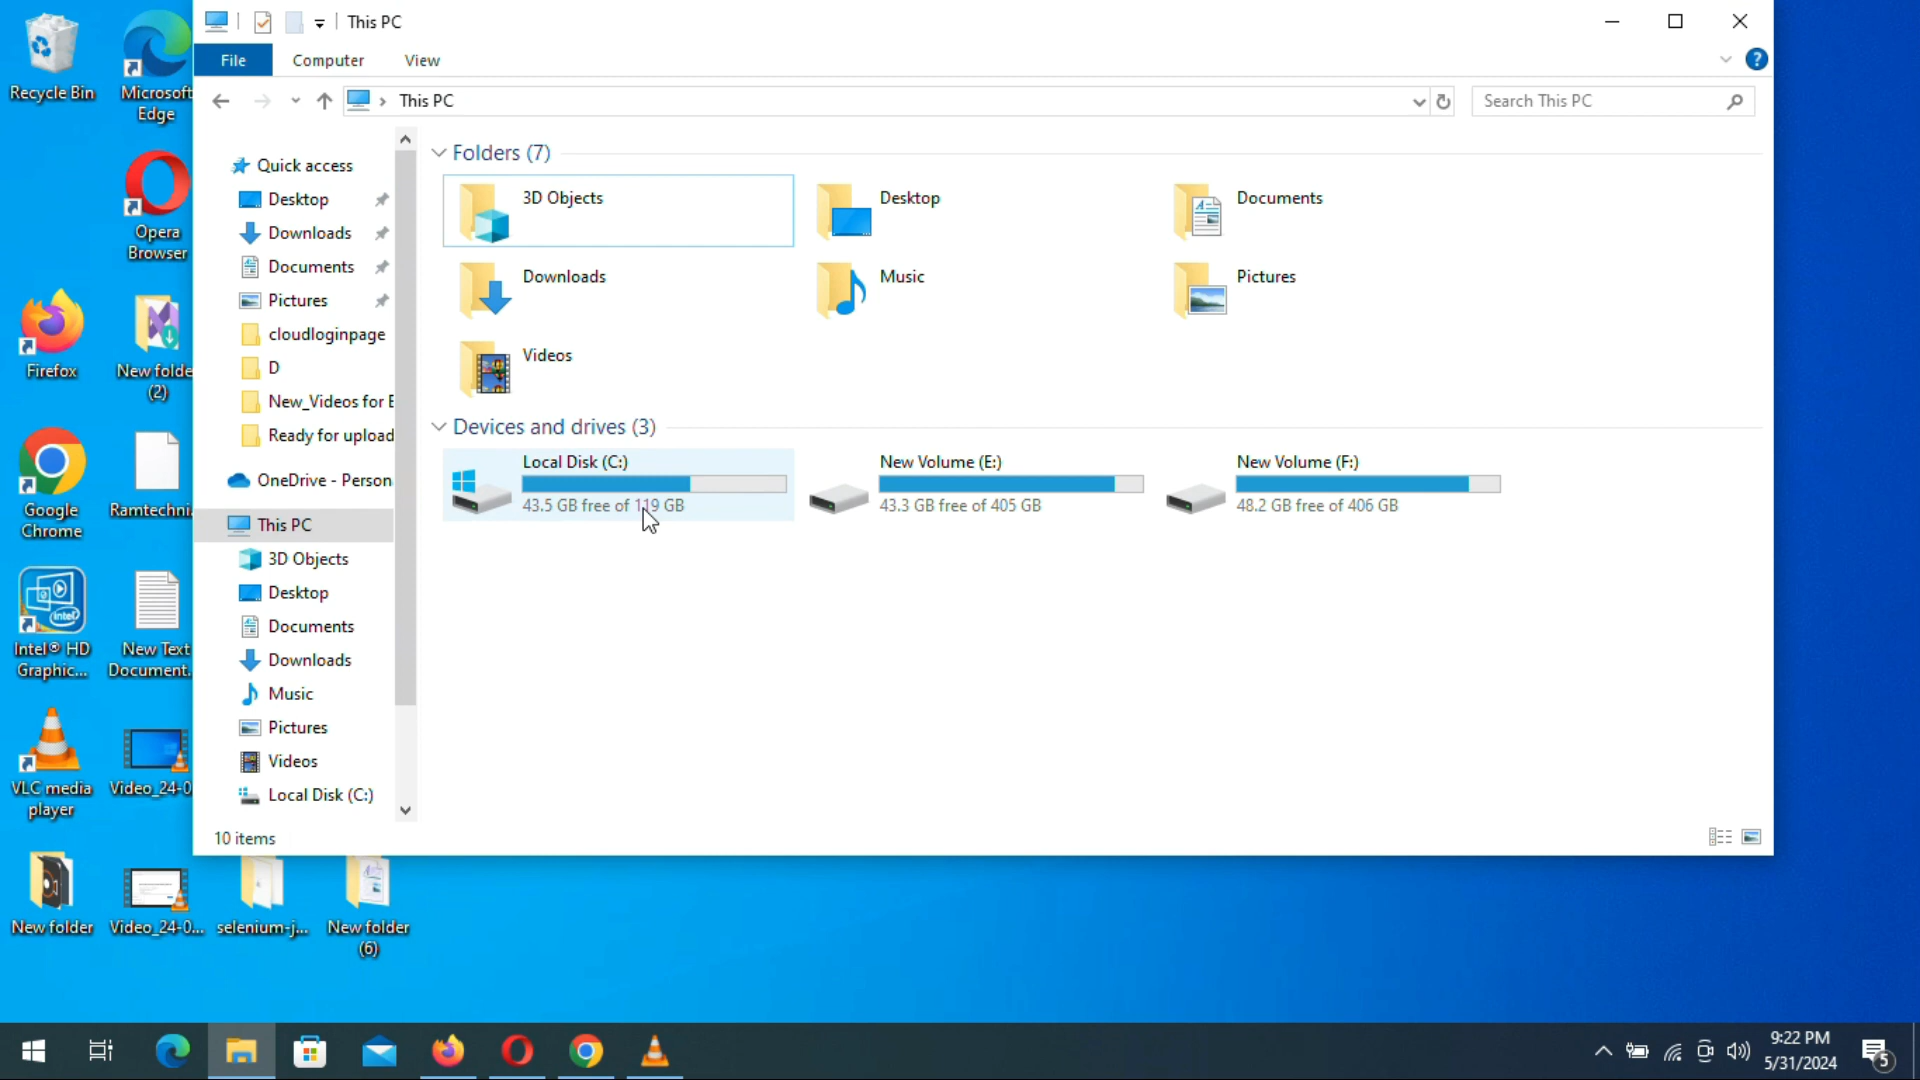 This PC
File
Computer
View
This PC
Search This PC
Quick access
Desktop
Downloads
Documents
Pictures
cloudloginpage
D
New_Videos for E
Ready for upload
OneDrive - Person
This PC
3D Objects
Desktop
Documents
Downloads
Music
Pictures
Videos
Local Disk (C:)
Folders (7)
3D Objects
Desktop
Documents
Downloads
Music
Pictures
Videos
Devices and drives (3)
Local Disk (C:)
43.5 GB free of 119 GB
New Volume (E:)
43.3 GB free of 405 GB
New Volume (F:)
48.2 GB free of 406 GB
10 items
Recycle Bin
Microsoft
Edge
Opera
Browser
Firefox
New folde
(2)
Google
Chrome
Ramtechni.
Intel® HD
Graphic...
New Text
Document.
VLC media
player
Video_24-0
New folder
Video_24-0...
selenium-j...
New folder
(6)
intel
9:22 PM
5/31/2024
5